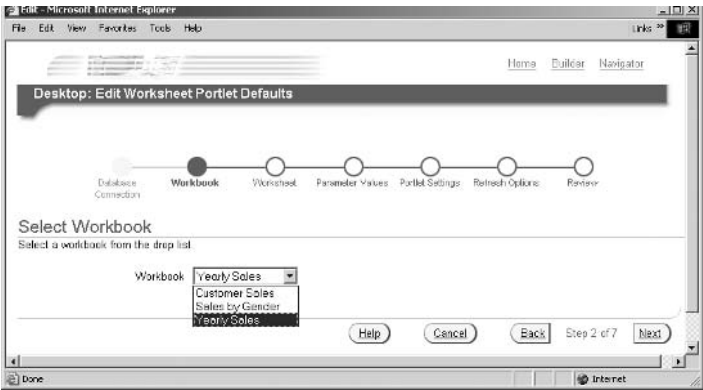 Edit - Microsoft Internet Explorer
File Edit View Favorites Tools Help Links »
Home Builder Navigator
Desktop: Edit Worksheet Portlet Defaults
Database Connection
Workbook
Worksheet
Parameter Values
Portlet Settings
Refresh Options
Review
Select Workbook
Select a workbook from the drop list
Workbook Yearly Sales
Customer Sales
Sales by Gender
Yearly Sales
Help Cancel Back Step 2 of 7 Next
Done Internet